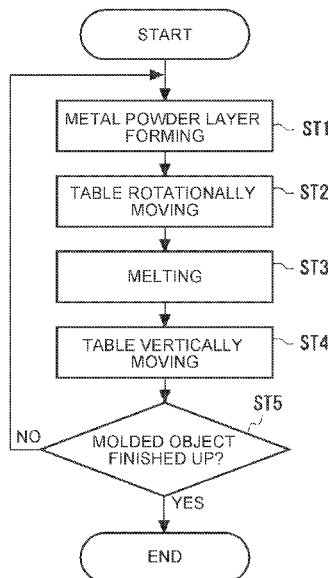 START
METAL POWDER LAYER
FORMING
ST1
TABLE ROTATIONALLY
MOVING
ST2
MELTING
ST3
TABLE VERTICALLY
MOVING
ST4
ST5
MOLDED OBJECT
FINISHED UP?
NO
YES
END